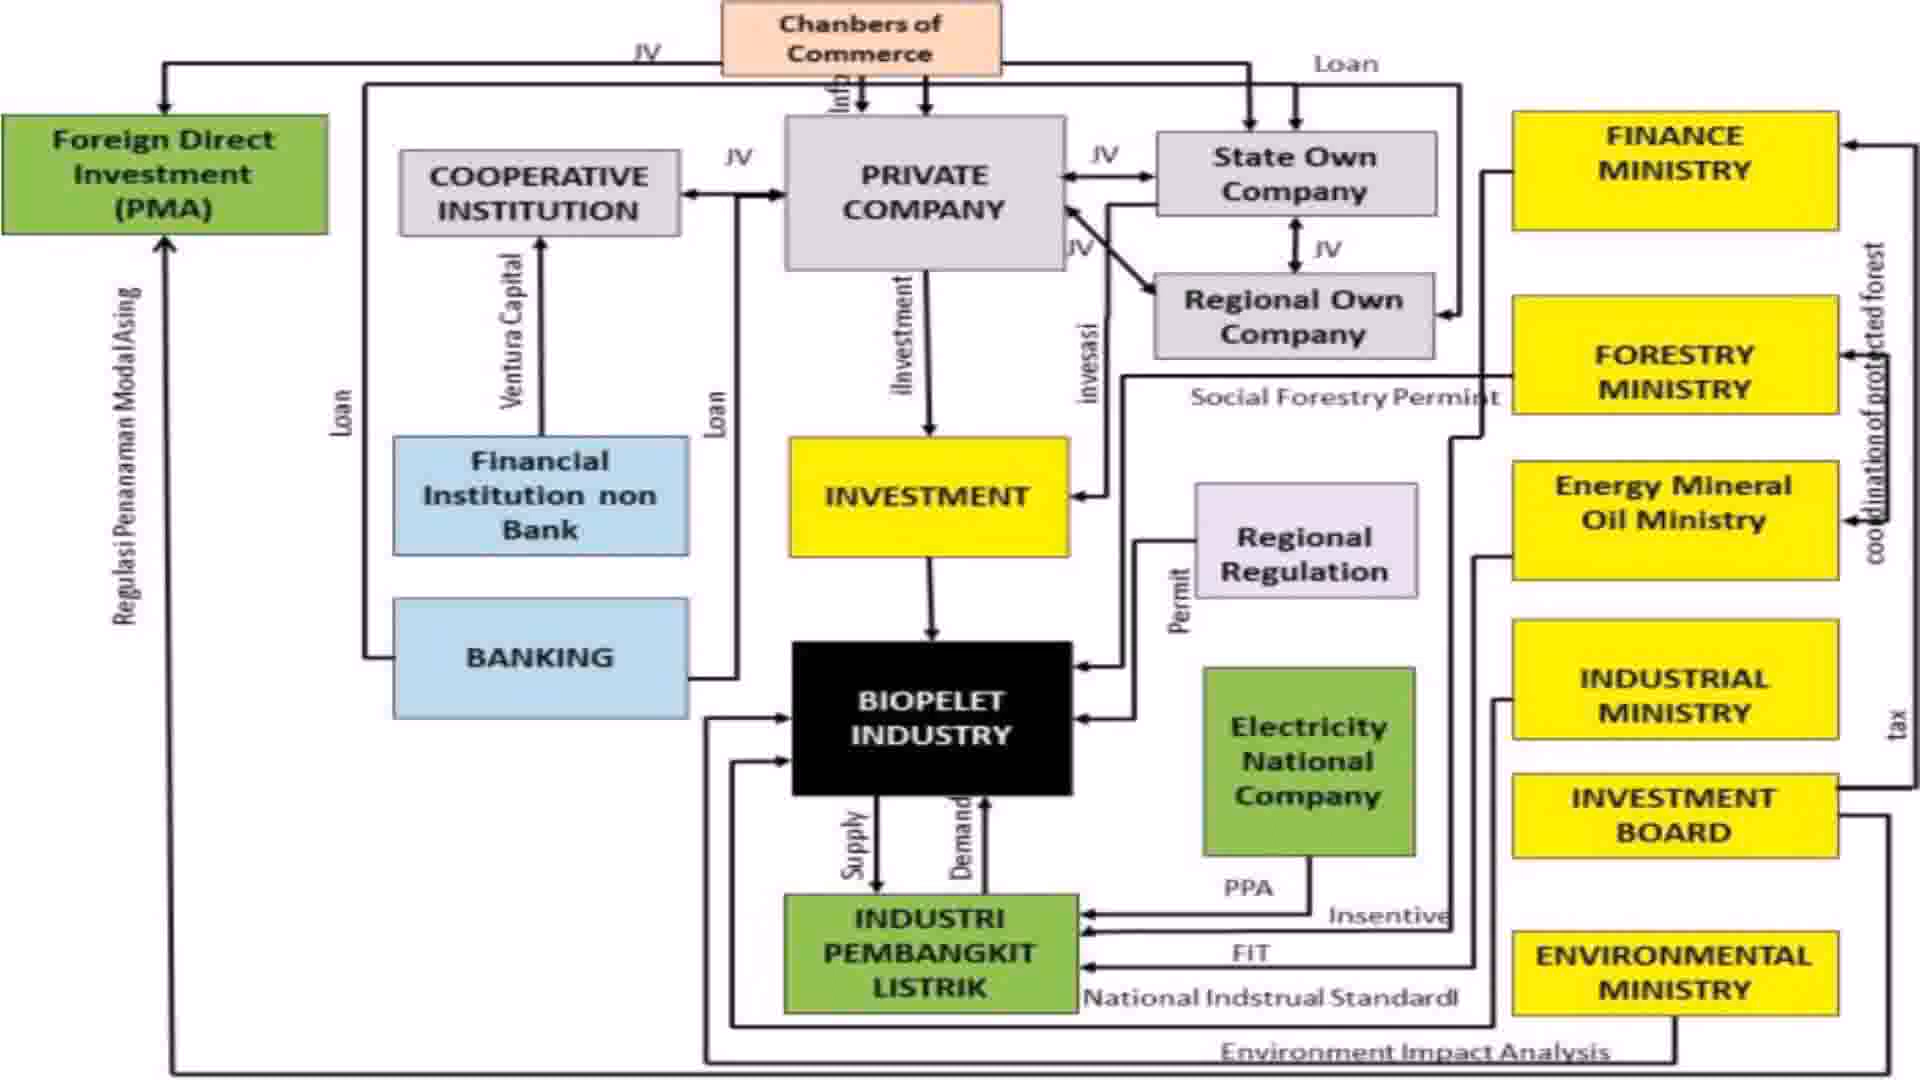 Chanbers of
Commerce
JV
Loan
Info
Foreign Direct
Investment
(PMA)
COOPERATIVE
INSTITUTION
JV
PRIVATE
COMPANY
JV
State Own
Company
FINANCE
MINISTRY
JV
JV
Regional Own
Company
Regulasi Penanaman Modal Asing
Loan
Ventura Capital
Loan
iInvestment
invesasi
Social Forestry Permint
FORESTRY
MINISTRY
coordination of protected forest
Financial
Institution non
Bank
INVESTMENT
Regional
Regulation
Permit
Energy Mineral
Oil Ministry
BANKING
BIOPELET
INDUSTRY
Electricity
National
Company
INDUSTRIAL
MINISTRY
tax
INVESTMENT
BOARD
Supply
Demand
PPA
Insentive
INDUSTRI
PEMBANGKIT
LISTRIK
FiT
National Indstrual Standardl
ENVIRONMENTAL
MINISTRY
Environment Impact Analysis